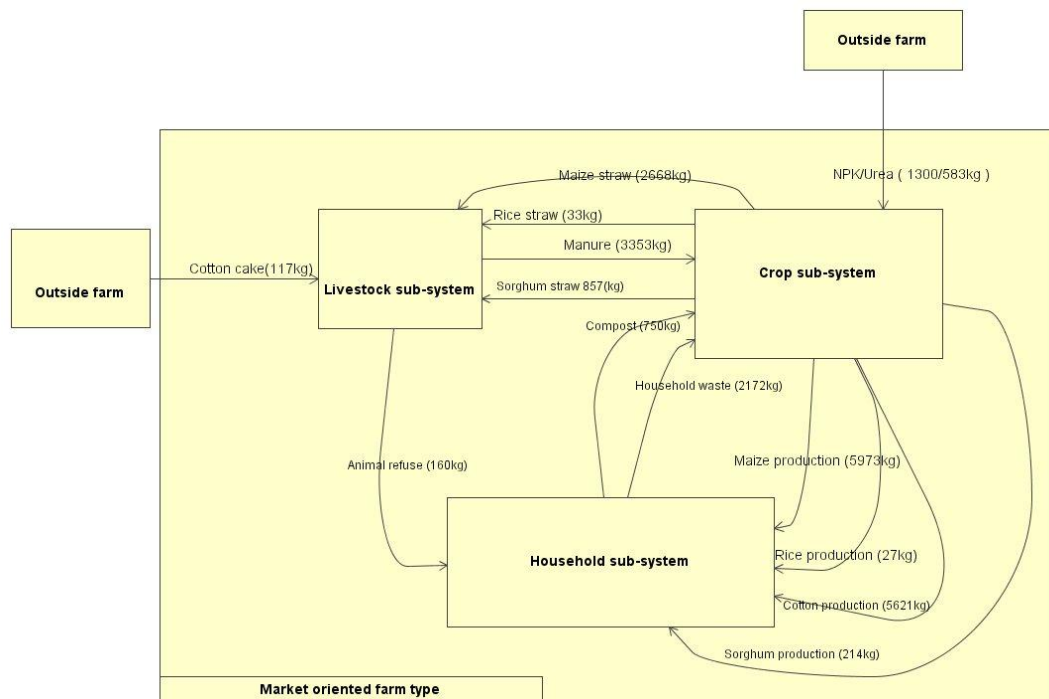 Outside farm
NPK/Urea ( 1300/583kg )
Maize straw (2668kg)
Rice straw (33kg)
Manure (3353kg)
Crop sub-system
Cotton cake(117kg)
Outside farm
Livestock sub-system
Sorghum straw 857(kg)
Compost (750kg)
Household waste (2172kg)
Maize production (5973kg)
Animal refuse (160kg)
Household sub-system
Rice production (27kg)
Cotton production (5621kg)
Sorghum production (214kg)
Market oriented farm type